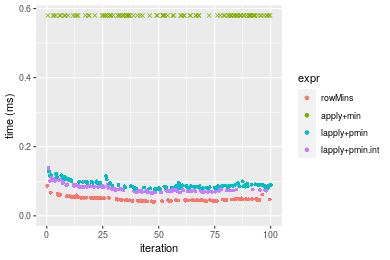 0.6
0.4
0.2
0.0
time (ms)
0
25
50
75
100
iteration
expr
rowMins
apply+min
lapply+pmin
lapply+pmin.int